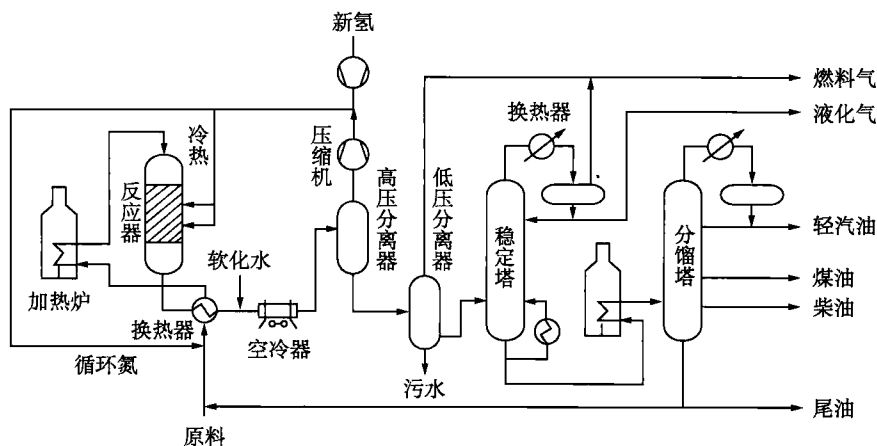 新氢
燃料气
液化气
换热器
冷热
压缩机
高压分离器
低压分离器
反应器
稳定塔
分馏塔
轻汽油
软化水
煤油
柴油
加热炉
换热器
空冷器
循环氮
污水
原料
尾油